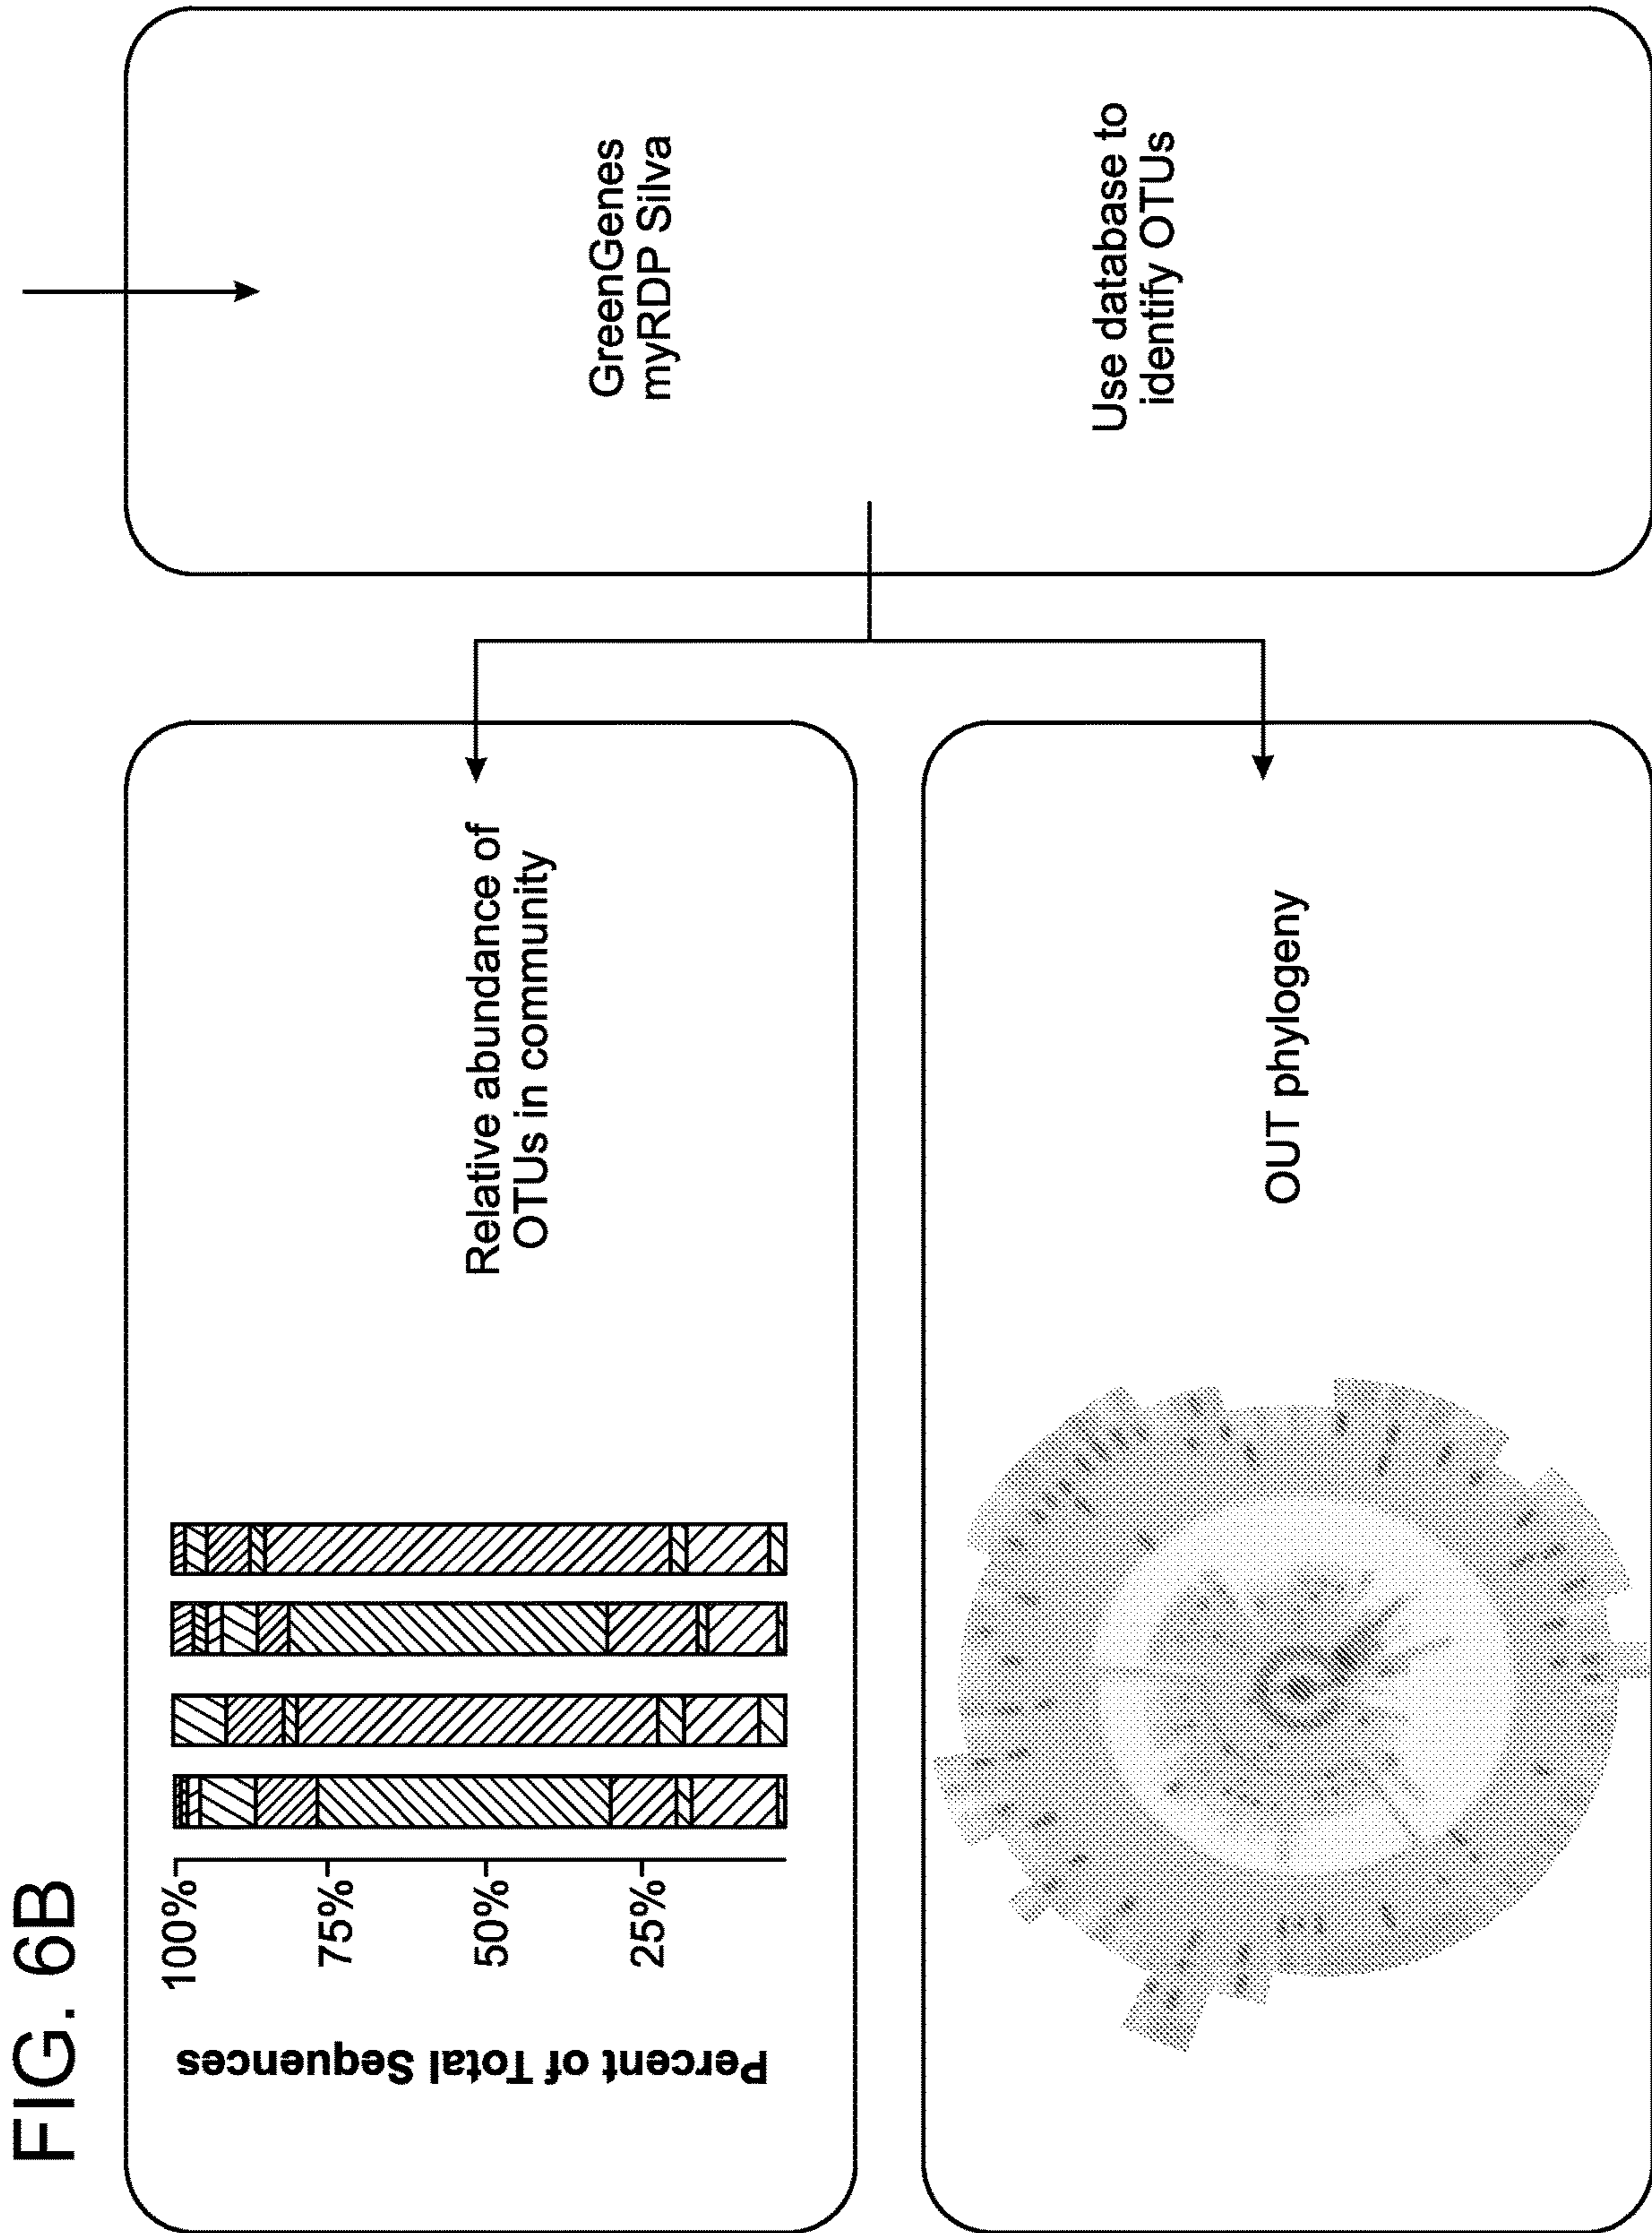 FIG. 6B
Percent of Total Sequences
100%
75%
50%
25%
Relative abundance of
OTUs in community
OUT phylogeny
GreenGenes
myRDP Silva
Use database to
identify OTUs